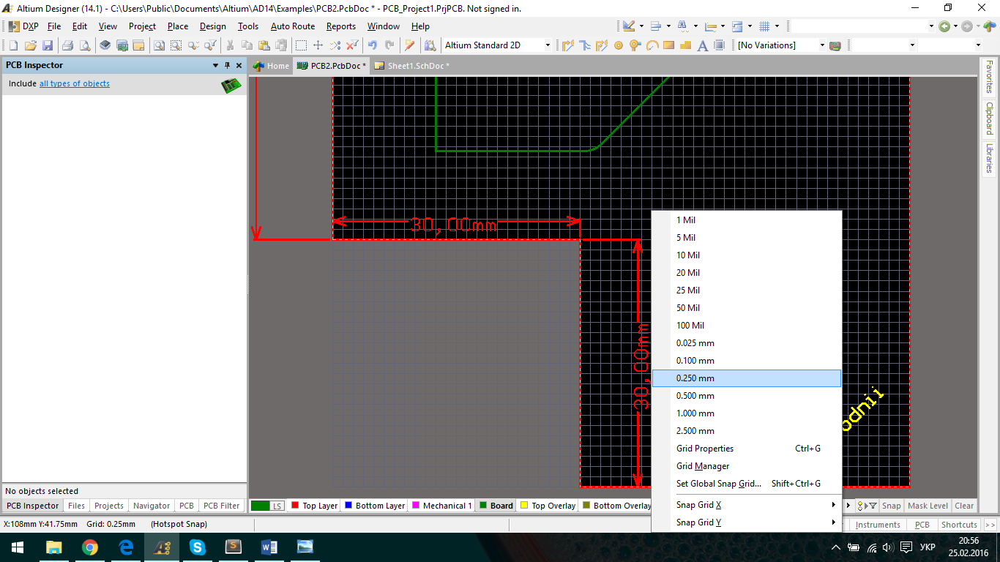 Altium Designer (14.1) - C:\Users\Public\Documents\Altium\AD14\Examples\PCB2.PcbDoc * - PCB_Project1.PrjPCB. Not signed in.
DXP File Edit View Project Place Design Tools Auto Route Reports Window Help
Altium Standard 2D [No Variations]
PCB Inspector
Home PCB2.PcbDoc * Sheet1.SchDoc *
Include all types of objects
Favorites
Clipboard
Libraries
30,00mm
30,00mm
1 Mil
5 Mil
10 Mil
20 Mil
25 Mil
50 Mil
100 Mil
0.025 mm
0.100 mm
0.250 mm
0.500 mm
1.000 mm
2.500 mm
Grid Properties Ctrl+G
Grid Manager
Set Global Snap Grid... Shift+Ctrl+G
Snap Grid X
Snap Grid Y
odnij
No objects selected
PCB Inspector Files Projects Navigator PCB PCB Filter
LS Top Layer Bottom Layer Mechanical 1 Board Top Overlay Bottom Overlay
Snap Mask Level Clear
X:108mm Y:41.75mm Grid: 0.25mm (Hotspot Snap)
Instruments PCB Shortcuts >>
УКР
20:56
25.02.2016